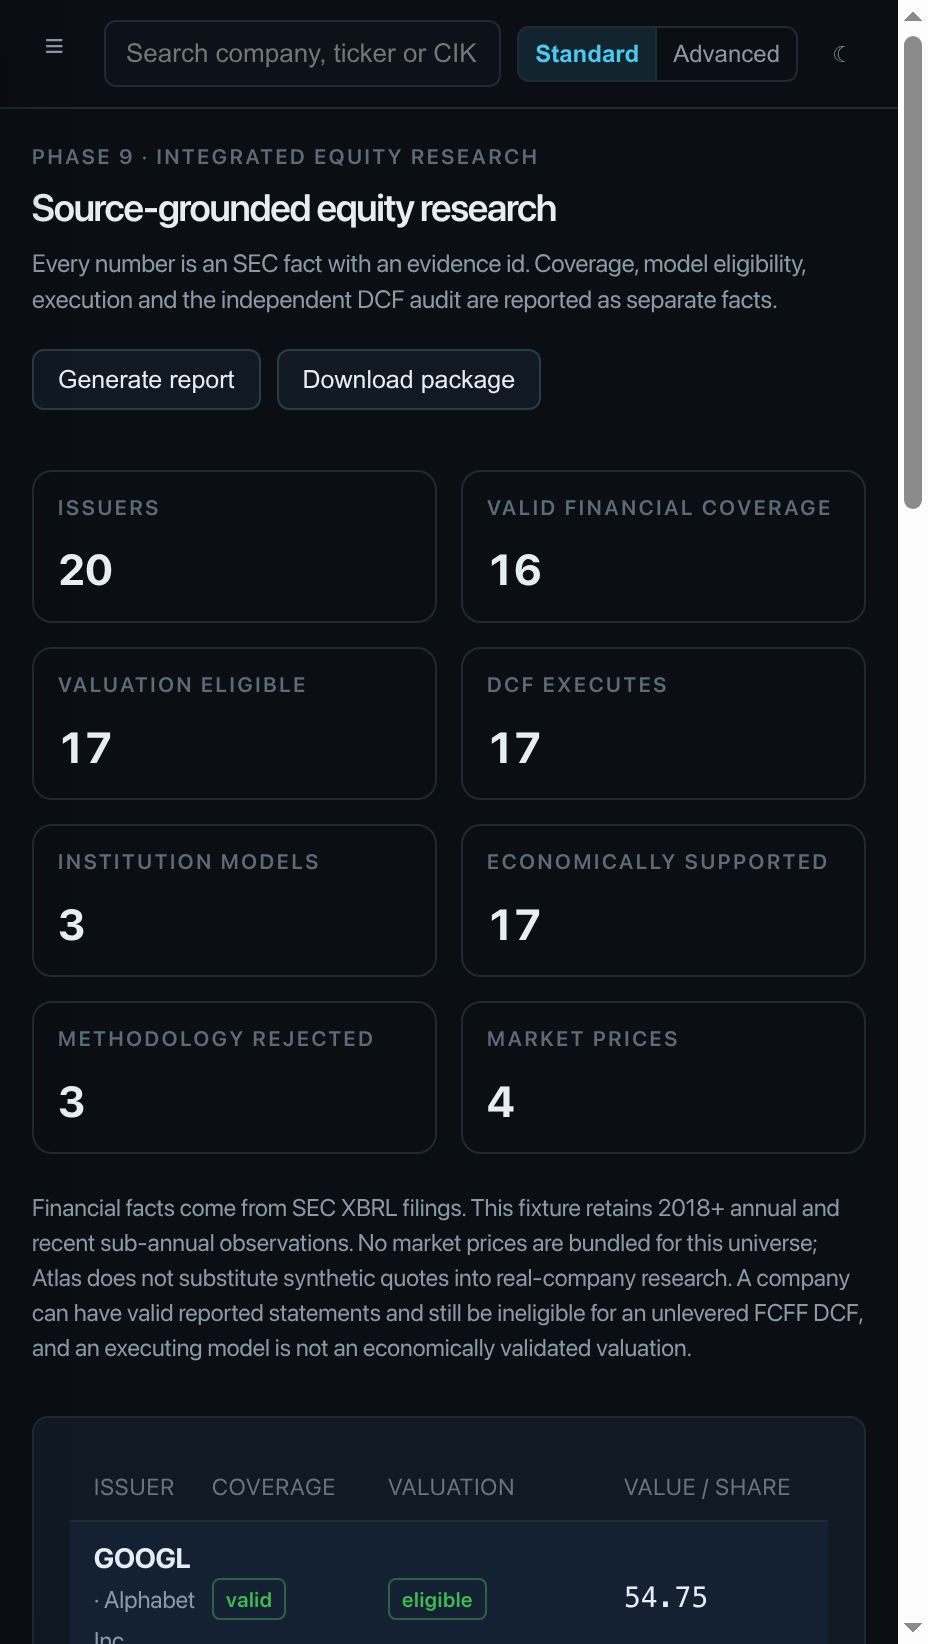 Search company, ticker or CIK
Standard
Advanced
PHASE 9 · INTEGRATED EQUITY RESEARCH
Source-grounded equity research
Every number is an SEC fact with an evidence id. Coverage, model eligibility,
execution and the independent DCF audit are reported as separate facts.
Generate report
Download package
ISSUERS
20
VALID FINANCIAL COVERAGE
16
VALUATION ELIGIBLE
17
DCF EXECUTES
17
INSTITUTION MODELS
3
ECONOMICALLY SUPPORTED
17
METHODOLOGY REJECTED
3
MARKET PRICES
4
Financial facts come from SEC XBRL filings. This fixture retains 2018+ annual and
recent sub-annual observations. No market prices are bundled for this universe;
Atlas does not substitute synthetic quotes into real-company research. A company
can have valid reported statements and still be ineligible for an unlevered FCFF DCF,
and an executing model is not an economically validated valuation.
ISSUER COVERAGE VALUATION VALUE / SHARE
GOOGL
· Alphabet valid eligible 54.75
Inc